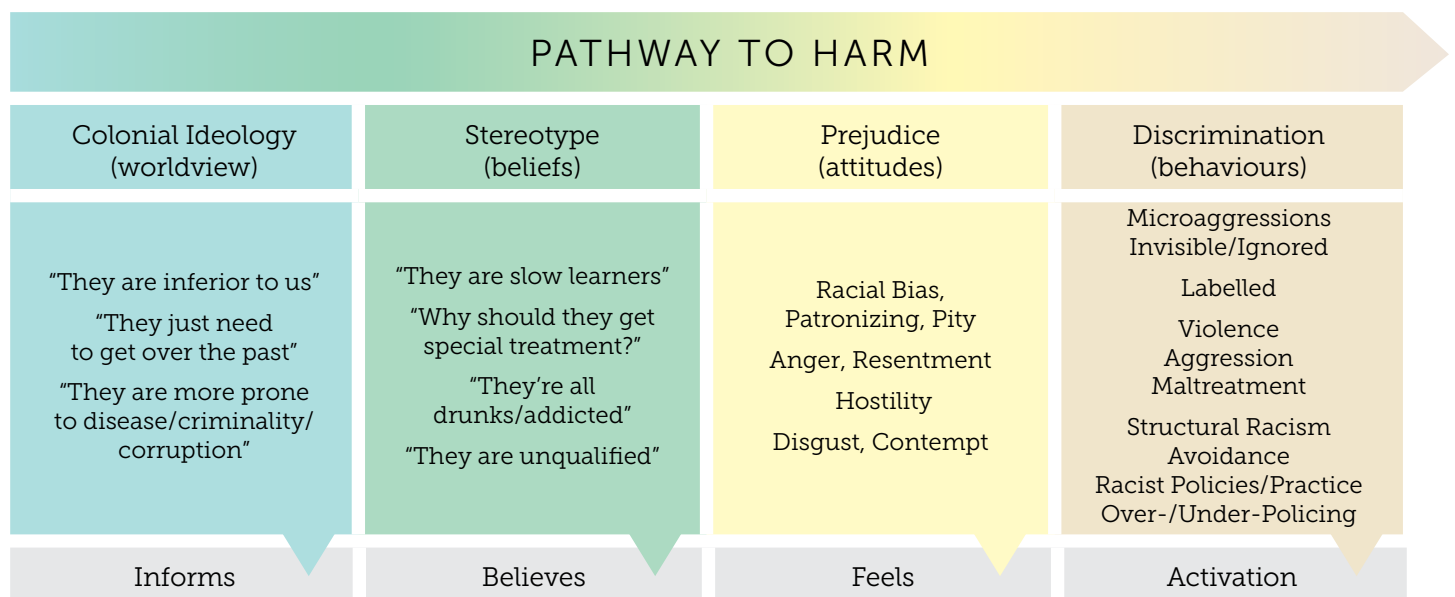 PATHWAY TO HARM
Colonial Ideology
(worldview)
Stereotype
(beliefs)
Prejudice
(attitudes)
Discrimination
(behaviours)
“They are inferior to us”
“They just need
to get over the past”
“They are more prone
to disease/criminality/
corruption”
“They are slow learners”
“Why should they get
special treatment?”
“They’re all
drunks/addicted”
“They are unqualified”
Racial Bias,
Patronizing, Pity
Anger, Resentment
Hostility
Disgust, Contempt
Microaggressions
Invisible/Ignored
Labelled
Violence
Aggression
Maltreatment
Structural Racism
Avoidance
Racist Policies/Practice
Over-/Under-Policing
Informs
Believes
Feels
Activation